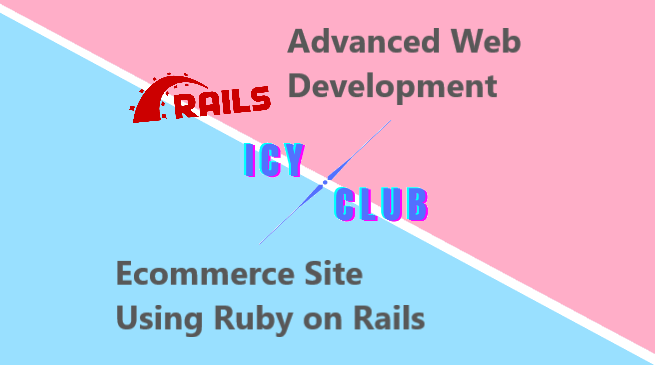 Advanced Web
Development
RAILS
ICY
CLUB
Ecommerce Site
Using Ruby on Rails